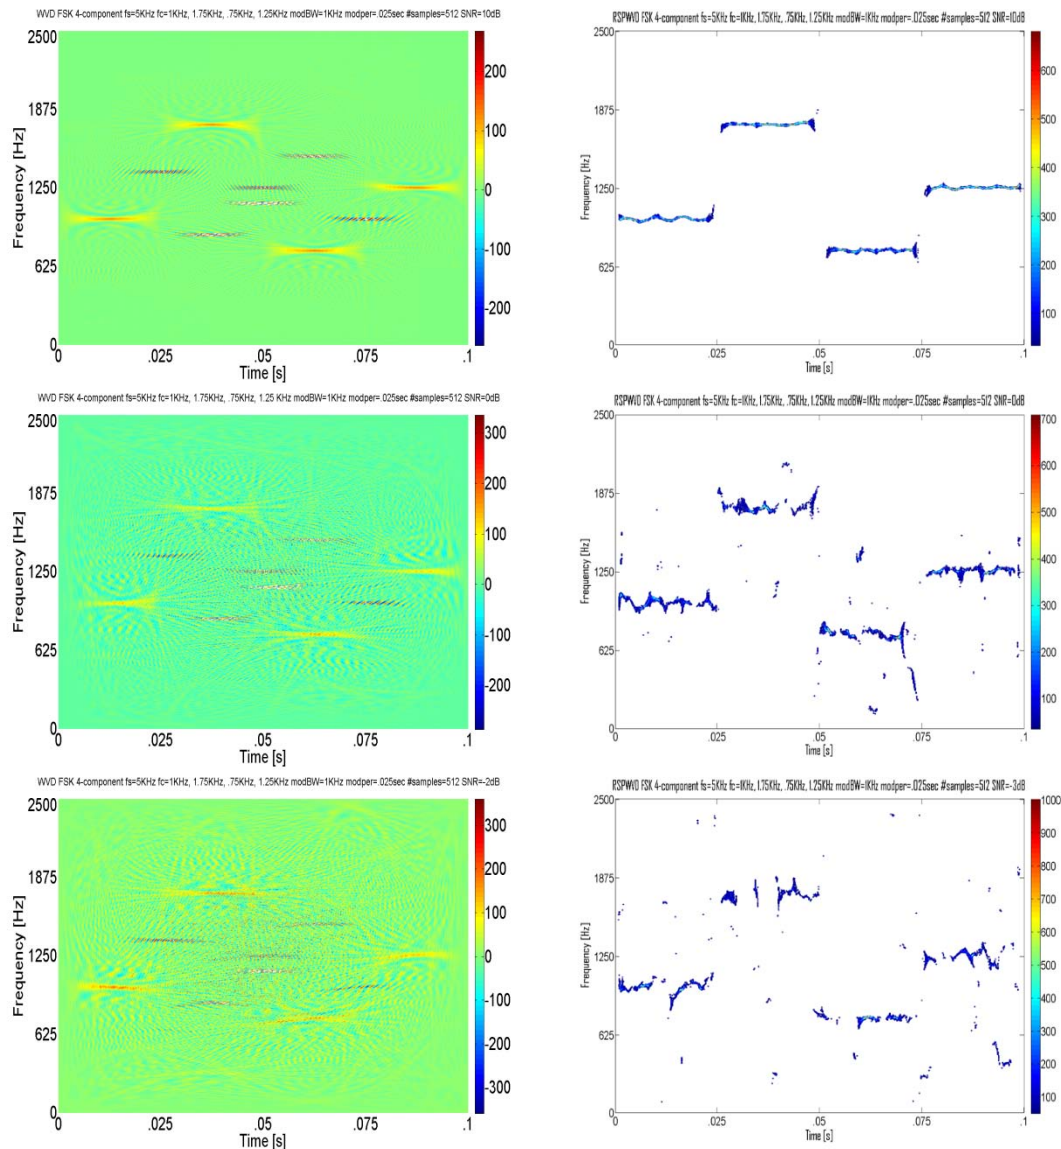 WVD FSK 4-component fs=5KHz fc=1KHz, 1.75KHz, .75KHz, 1.25KHz modBW=1KHz modper=.025sec #samples=512 SNR=10dB
2500
1875
1250
625
0
Frequency [Hz]
0 .025 .05 .075 .1
Time [s]
200
100
0
-100
-200
RSPWVD FSK 4-component fs=5KHz fc=1KHz, 1.75KHz, .75KHz, 1.25KHz modBW=1KHz modper=.025sec #samples=512 SNR=10dB
2500
1875
1250
625
0
Frequency [Hz]
0 .025 .05 .075 .1
Time [s]
600
500
400
300
200
100
WVD FSK 4-component fs=5KHz fc=1KHz, 1.75KHz, .75KHz, 1.25 KHz modBW=1KHz modper=.025sec #samples=512 SNR=0dB
2500
1875
1250
625
0
Frequency [Hz]
0 .025 .05 .075 .1
Time [s]
300
200
100
0
-100
-200
RSPWVD FSK 4-component fs=5KHz fc=1KHz, 1.75KHz, .75KHz, 1.25KHz modBW=1KHz modper=.025sec #samples=512 SNR=0dB
2500
1875
1250
625
0
Frequency [Hz]
0 .025 .05 .075 .1
Time [s]
700
600
500
400
300
200
100
WVD FSK 4-component fs=5KHz fc=1KHz, 1.75KHz, .75KHz, 1.25KHz modBW=1KHz modper=.025sec #samples=512 SNR=-2dB
2500
1875
1250
625
0
Frequency [Hz]
0 .025 .05 .075 .1
Time [s]
300
200
100
0
-100
-200
-300
RSPWVD FSK 4-component fs=5KHz fc=1KHz, 1.75KHz, .75KHz, 1.25KHz modBW=1KHz modper=.025sec #samples=512 SNR=-3dB
2500
1875
1250
625
0
Frequency [Hz]
0 .025 .05 .075 .1
Time [s]
1000
900
800
700
600
500
400
300
200
100